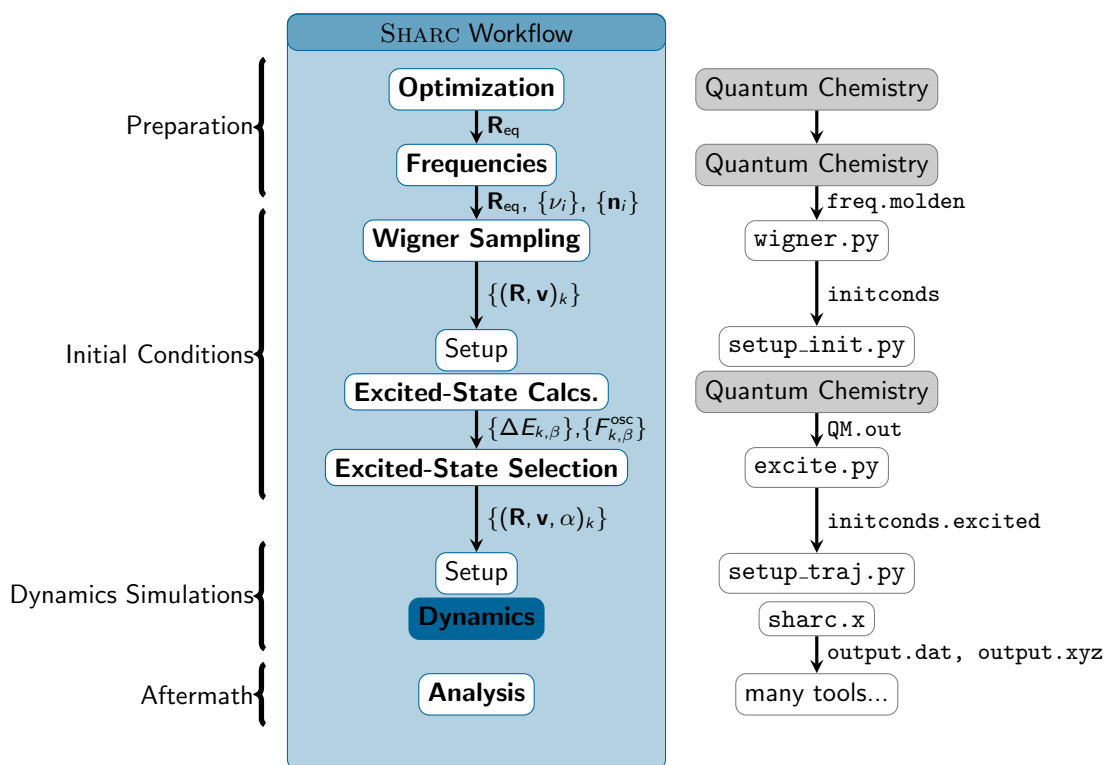 SHARC Workflow
Preparation
Optimization
Quantum Chemistry
R_eq
Frequencies
Quantum Chemistry
R_eq, {ν_i}, {n_i}
freq.molden
Initial Conditions
Wigner Sampling
wigner.py
{(R, v)_k}
initconds
Setup
setup_init.py
Excited-State Calcs.
Quantum Chemistry
{ΔE_{k,β}},{F^{osc}_{k,β}}
QM.out
Excited-State Selection
excite.py
{(R, v, α)_k}
initconds.excited
Dynamics Simulations
Setup
setup_traj.py
Dynamics
sharc.x
output.dat, output.xyz
Aftermath
Analysis
many tools...